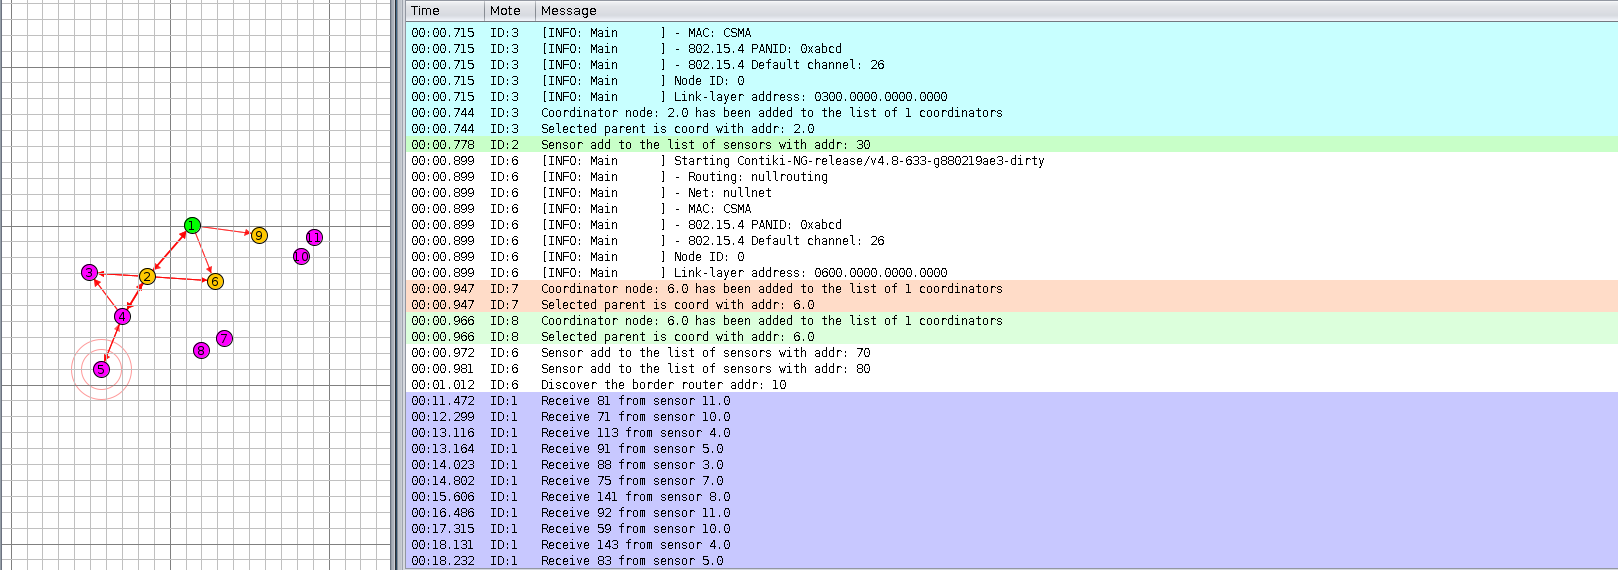 Time Mote Message
00:00.715 ID:3 [INFO: Main ] - MAC: CSMA
00:00.715 ID:3 [INFO: Main ] - 802.15.4 PANID: 0xabcd
00:00.715 ID:3 [INFO: Main ] - 802.15.4 Default channel: 26
00:00.715 ID:3 [INFO: Main ] Node ID: 0
00:00.715 ID:3 [INFO: Main ] Link-layer address: 0300.0000.0000.0000
00:00.744 ID:3 Coordinator node: 2.0 has been added to the list of 1 coordinators
00:00.744 ID:3 Selected parent is coord with addr: 2.0
00:00.778 ID:2 Sensor add to the list of sensors with addr: 30
00:00.899 ID:6 [INFO: Main ] Starting Contiki-NG-release/v4.8-633-g880219ae3-dirty
00:00.899 ID:6 [INFO: Main ] - Routing: nullrouting
00:00.899 ID:6 [INFO: Main ] - Net: nullnet
00:00.899 ID:6 [INFO: Main ] - MAC: CSMA
00:00.899 ID:6 [INFO: Main ] - 802.15.4 PANID: 0xabcd
00:00.899 ID:6 [INFO: Main ] - 802.15.4 Default channel: 26
00:00.899 ID:6 [INFO: Main ] Node ID: 0
00:00.899 ID:6 [INFO: Main ] Link-layer address: 0600.0000.0000.0000
00:00.947 ID:7 Coordinator node: 6.0 has been added to the list of 1 coordinators
00:00.947 ID:7 Selected parent is coord with addr: 6.0
00:00.966 ID:8 Coordinator node: 6.0 has been added to the list of 1 coordinators
00:00.966 ID:8 Selected parent is coord with addr: 6.0
00:00.972 ID:6 Sensor add to the list of sensors with addr: 70
00:00.981 ID:6 Sensor add to the list of sensors with addr: 80
00:01.012 ID:6 Discover the border router addr: 10
00:11.472 ID:1 Receive 81 from sensor 11.0
00:12.299 ID:1 Receive 71 from sensor 10.0
00:13.116 ID:1 Receive 113 from sensor 4.0
00:13.164 ID:1 Receive 91 from sensor 5.0
00:14.023 ID:1 Receive 88 from sensor 3.0
00:14.802 ID:1 Receive 75 from sensor 7.0
00:15.606 ID:1 Receive 141 from sensor 8.0
00:16.486 ID:1 Receive 92 from sensor 11.0
00:17.315 ID:1 Receive 59 from sensor 10.0
00:18.131 ID:1 Receive 143 from sensor 4.0
00:18.232 ID:1 Receive 83 from sensor 5.0
1
9
11
10
3
2
6
4
7
8
5